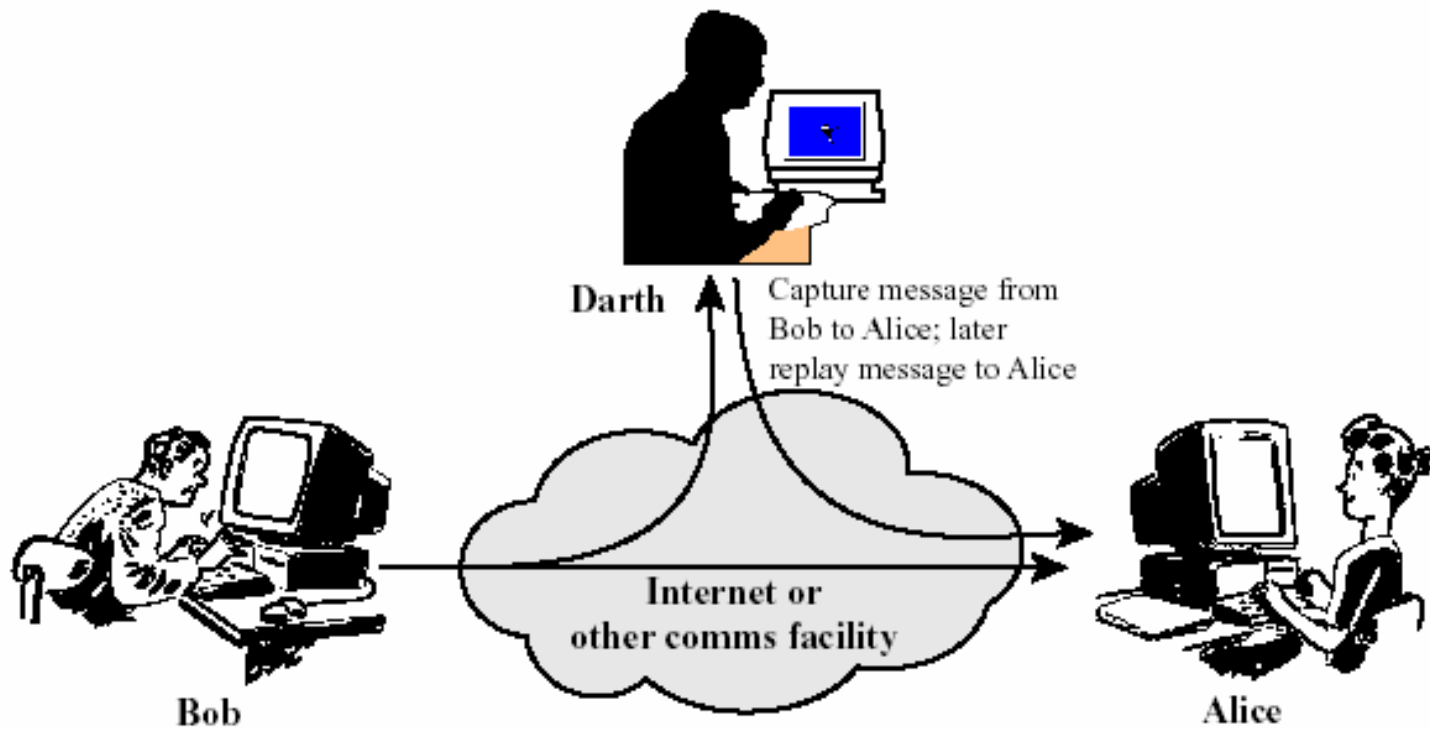 Darth
Capture message from
Bob to Alice; later
replay message to Alice
Internet or
other comms facility
Bob
Alice